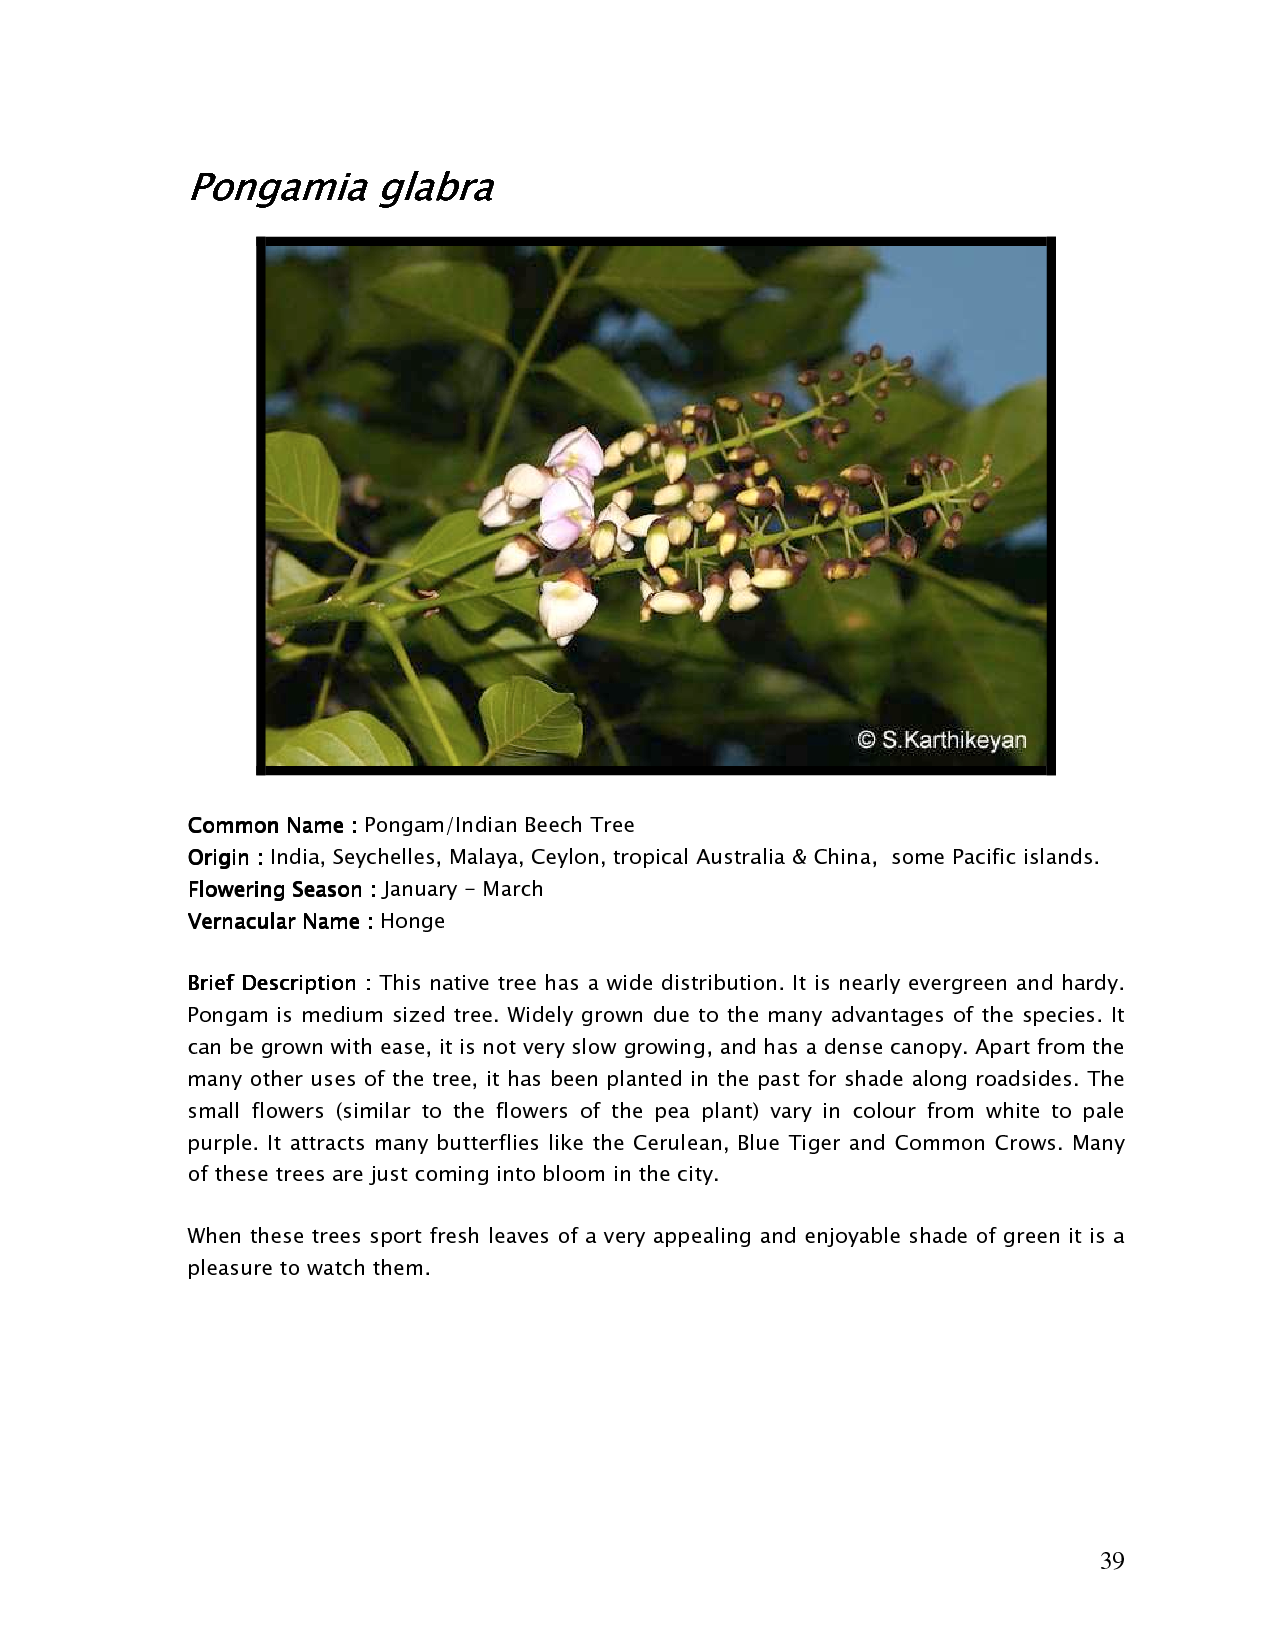 Pongamia glabra
© S.Karthikeyan
Common Name : Pongam/Indian Beech Tree
Origin : India, Seychelles, Malaya, Ceylon, tropical Australia & China,  some Pacific islands.
Flowering Season : January – March
Vernacular Name : Honge
Brief Description : This native tree has a wide distribution. It is nearly evergreen and hardy.
Pongam is medium sized tree. Widely grown due to the many advantages of the species. It
can be grown with ease, it is not very slow growing, and has a dense canopy. Apart from the
many other uses of the tree, it has been planted in the past for shade along roadsides. The
small flowers (similar to the flowers of the pea plant) vary in colour from white to pale
purple. It attracts many butterflies like the Cerulean, Blue Tiger and Common Crows. Many
of these trees are just coming into bloom in the city.
When these trees sport fresh leaves of a very appealing and enjoyable shade of green it is a
pleasure to watch them.
39